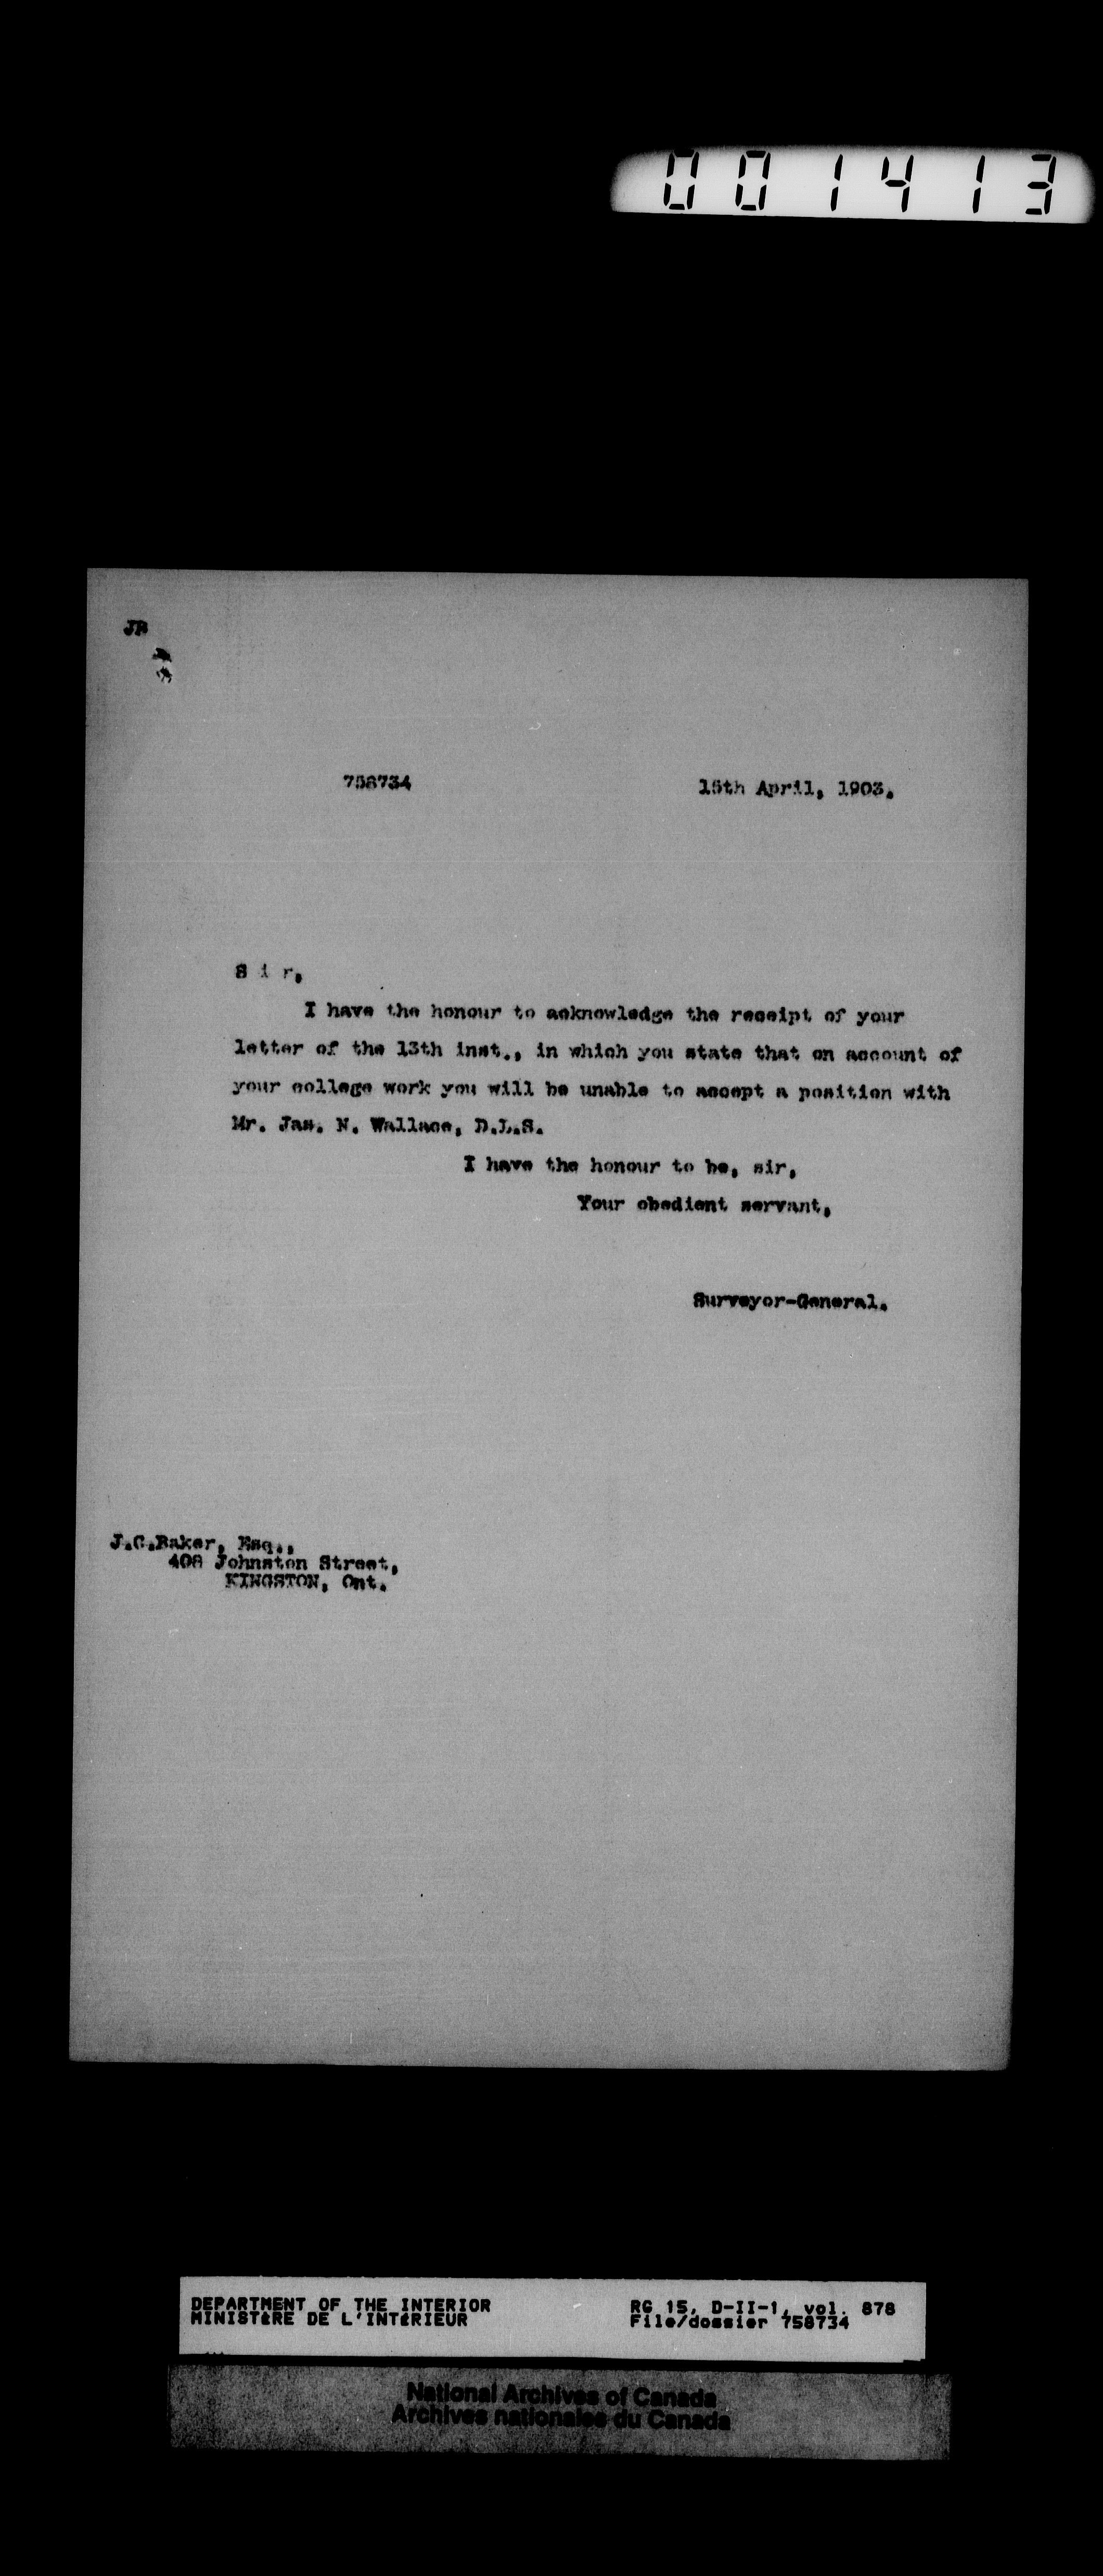 001413
JB
758734 15th April, 1903.
S i r,
I have the honour to acknowledge the receipt of your
letter of the 13th inst., in which you state that on account of
your college work you will be unable to accept a position with
Mr. Jas. N. Wallace, D.L.S.
I have the honour to be, sir,
Your obedient servant,
Surveyor-General.
J.C.Baker, Esq.,
408 Johnston Street,
KINGSTON, Ont.
DEPARTMENT OF THE INTERIOR
MINISTÈRE DE L'INTÉRIEUR
RG 15, D-II-1, vol. 878
File/dossier 758734
National Archives of Canada
Archives nationales du Canada